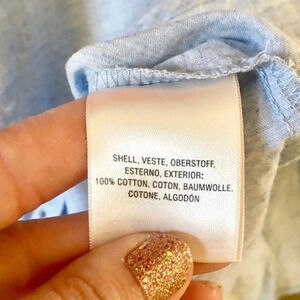 SHELL, VESTE, OBERSTOFF,
ESTERNO, EXTERIOR:
100% COTTON, COTON, BAUMWOLLE,
COTONE, ALGODÓN